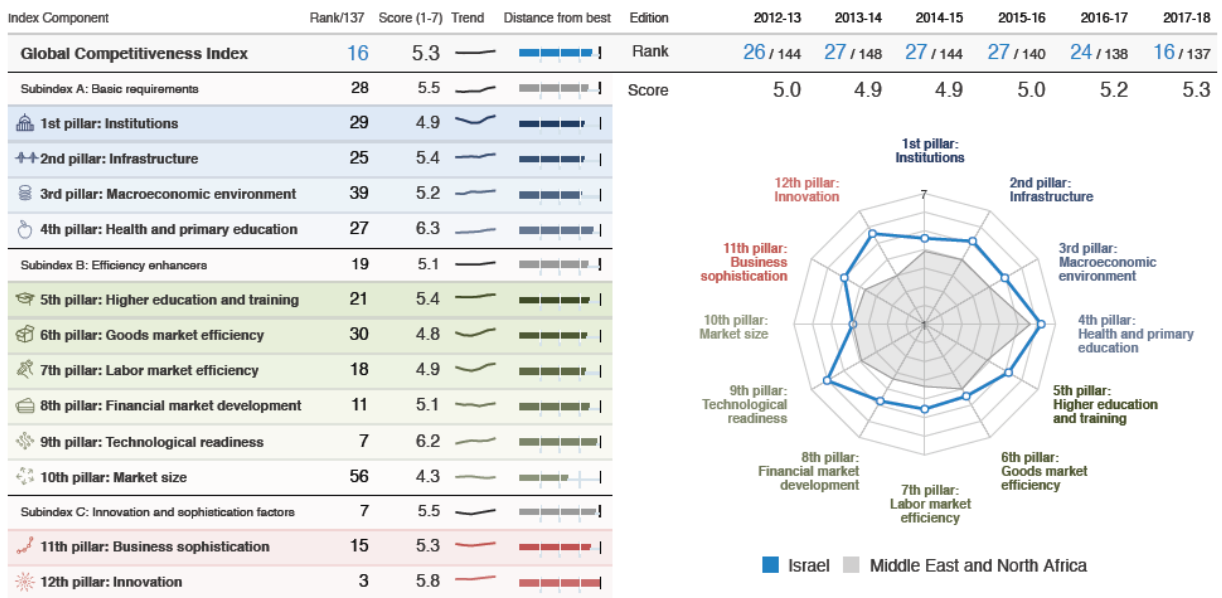 Index Component Rank/137 Score (1-7) Trend Distance from best
Global Competitiveness Index 16 5.3
Subindex A: Basic requirements 28 5.5
1st pillar: Institutions 29 4.9
2nd pillar: Infrastructure 25 5.4
3rd pillar: Macroeconomic environment 39 5.2
4th pillar: Health and primary education 27 6.3
Subindex B: Efficiency enhancers 19 5.1
5th pillar: Higher education and training 21 5.4
6th pillar: Goods market efficiency 30 4.8
7th pillar: Labor market efficiency 18 4.9
8th pillar: Financial market development 11 5.1
9th pillar: Technological readiness 7 6.2
10th pillar: Market size 56 4.3
Subindex C: Innovation and sophistication factors 7 5.5
11th pillar: Business sophistication 15 5.3
12th pillar: Innovation 3 5.8
Edition 2012-13 2013-14 2014-15 2015-16 2016-17 2017-18
Rank 26 / 144 27 / 148 27 / 144 27 / 140 24 / 138 16 / 137
Score 5.0 4.9 4.9 5.0 5.2 5.3
1st pillar:
Institutions
2nd pillar:
Infrastructure
3rd pillar:
Macroeconomic
environment
4th pillar:
Health and primary
education
5th pillar:
Higher education
and training
6th pillar:
Goods market
efficiency
7th pillar:
Labor market
efficiency
8th pillar:
Financial market
development
9th pillar:
Technological
readiness
10th pillar:
Market size
11th pillar:
Business
sophistication
12th pillar:
Innovation
7
1
Israel Middle East and North Africa